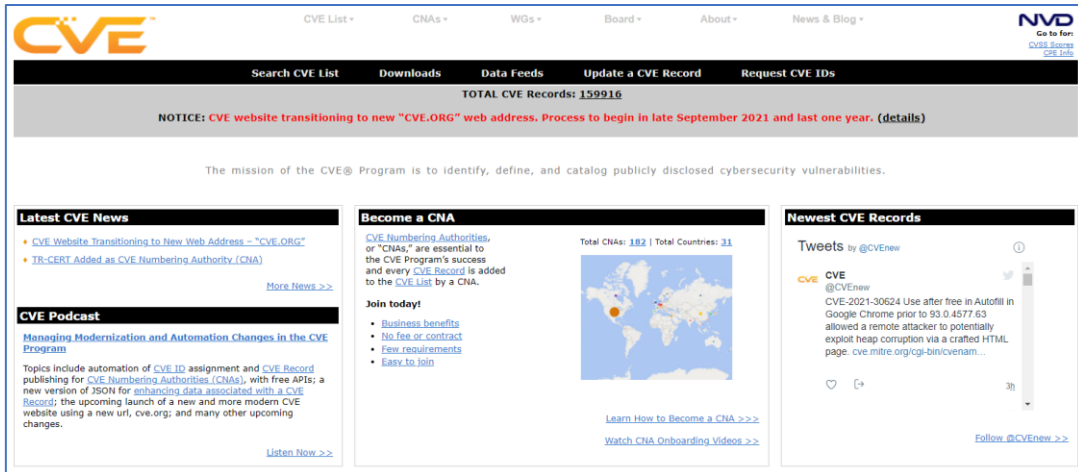 CVE
CVE List▾ CNAs▾ WGs▾ Board▾ About▾ News & Blog▾
NVD
Go to for:
CVSS Scores
CPE Info
Search CVE List Downloads Data Feeds Update a CVE Record Request CVE IDs
TOTAL CVE Records: 159916
NOTICE: CVE website transitioning to new “CVE.ORG” web address. Process to begin in late September 2021 and last one year. (details)
The mission of the CVE® Program is to identify, define, and catalog publicly disclosed cybersecurity vulnerabilities.
Latest CVE News
CVE Website Transitioning to New Web Address – “CVE.ORG”
TR-CERT Added as CVE Numbering Authority (CNA)
More News >>
CVE Podcast
Managing Modernization and Automation Changes in the CVE
Program
Topics include automation of CVE ID assignment and CVE Record
publishing for CVE Numbering Authorities (CNAs), with free APIs; a
new version of JSON for enhancing data associated with a CVE
Record; the upcoming launch of a new and more modern CVE
website using a new url, cve.org; and many other upcoming
changes.
Listen Now >>
Become a CNA
CVE Numbering Authorities,
or “CNAs,” are essential to
the CVE Program's success
and every CVE Record is added
to the CVE List by a CNA.
Join today!
• Business benefits
• No fee or contract
• Few requirements
• Easy to join
Total CNAs: 182 | Total Countries: 31
Learn How to Become a CNA >>>
Watch CNA Onboarding Videos >>
Newest CVE Records
Tweets by @CVEnew
CVE
CVE
@CVEnew
CVE-2021-30624 Use after free in Autofill in
Google Chrome prior to 93.0.4577.63
allowed a remote attacker to potentially
exploit heap corruption via a crafted HTML
page. cve.mitre.org/cgi-bin/cvenam…
3h
Follow @CVEnew >>